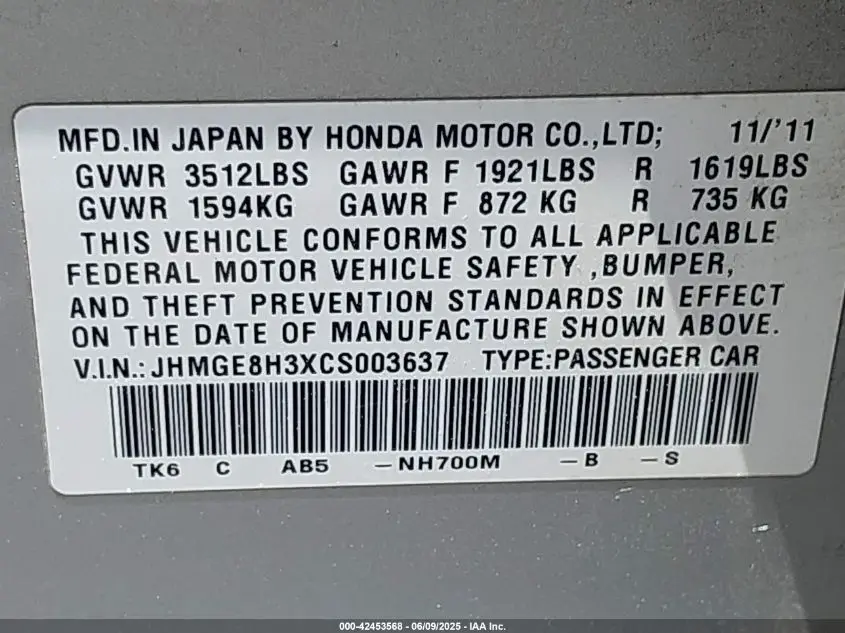 MFD.IN JAPAN BY HONDA MOTOR CO.,LTD; 11/'11
GVWR 3512LBS GAWR F 1921LBS R 1619LBS
GVWR 1594KG GAWR F 872 KG R 735 KG
THIS VEHICLE CONFORMS TO ALL APPLICABLE
FEDERAL MOTOR VEHICLE SAFETY ,BUMPER,
AND THEFT PREVENTION STANDARDS IN EFFECT
ON THE DATE OF MANUFACTURE SHOWN ABOVE.
V.I.N.: JHMGE8H3XCS003637 TYPE:PASSENGER CAR
TK6 C AB5 -NH700M -B -S
000-42453568 - 06/09/2025 - IAA Inc.